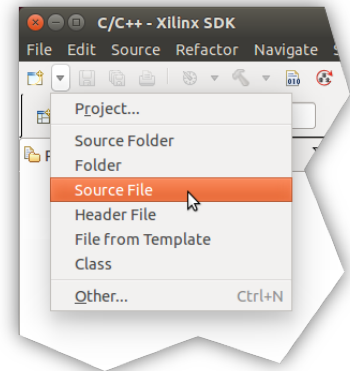 C/C++ - Xilinx SDK
File Edit Source Refactor Navigate
Project...
Source Folder
Folder
Source File
Header File
File from Template
Class
Other... Ctrl+N